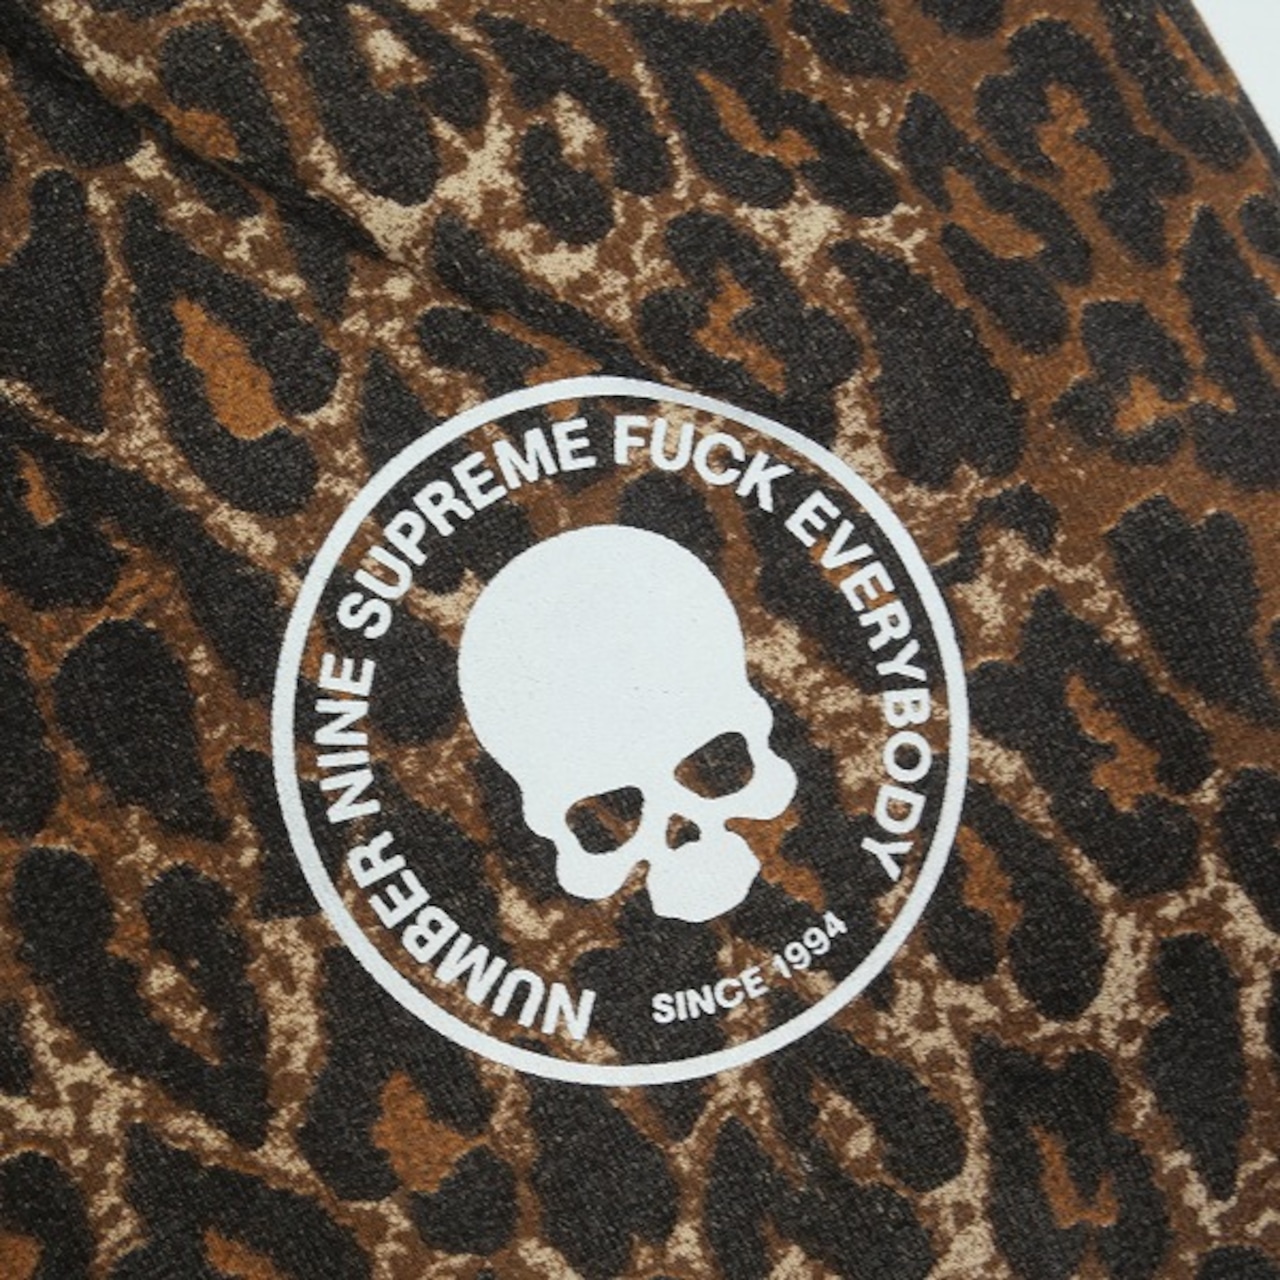 NUMBER NINE SUPREME FUCK EVERYBODY
SINCE 1994